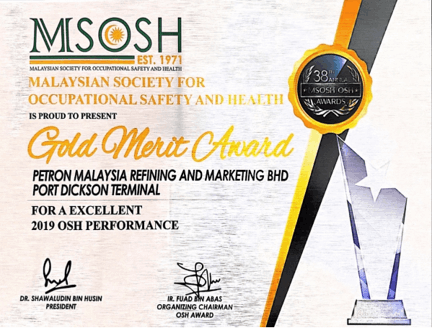 MSOSH
EST. 1971
MALAYSIAN SOCIETY FOR OCCUPATIONAL SAFETY AND HEALTH
MALAYSIAN SOCIETY FOR
OCCUPATIONAL SAFETY AND HEALTH
IS PROUD TO PRESENT
Gold Merit Award
PETRON MALAYSIA REFINING AND MARKETING BHD
PORT DICKSON TERMINAL
FOR A EXCELLENT
2019 OSH PERFORMANCE
38
MSOSH OSH
AWARDS
DR. SHAWALUDIN BIN HUSIN
PRESIDENT
IR. FUAD BIN ABAS
ORGANIZING CHAIRMAN
OSH AWARD